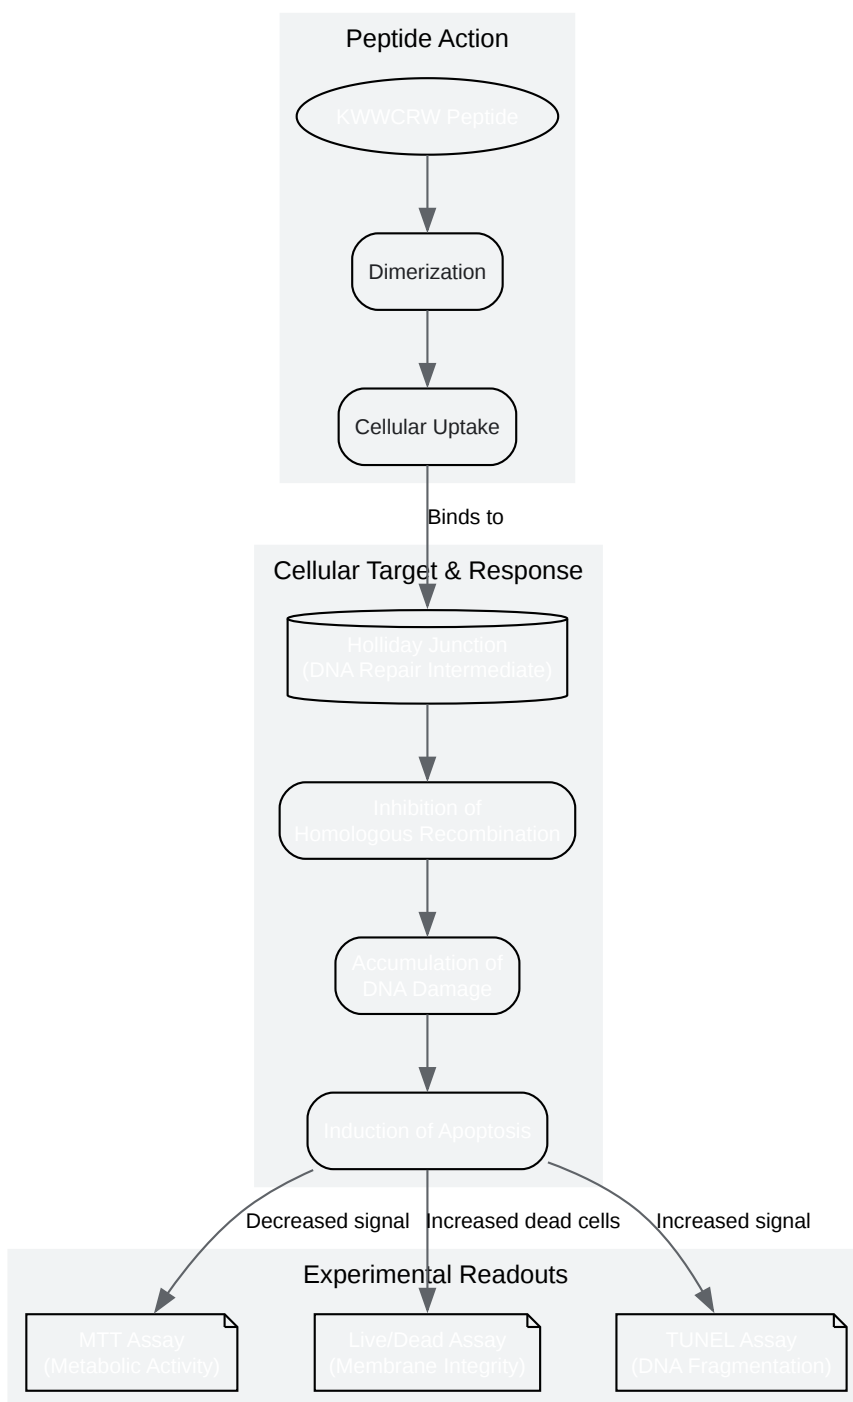 Peptide Action
KWWCRW Peptide
Dimerization
Cellular Uptake
Binds to
Cellular Target & Response
Holliday Junction
(DNA Repair Intermediate)
Inhibition of
Homologous Recombination
Accumulation of
DNA Damage
Induction of Apoptosis
Decreased signal
Increased dead cells
Increased signal
Experimental Readouts
MTT Assay
(Metabolic Activity)
Live/Dead Assay
(Membrane Integrity)
TUNEL Assay
(DNA Fragmentation)